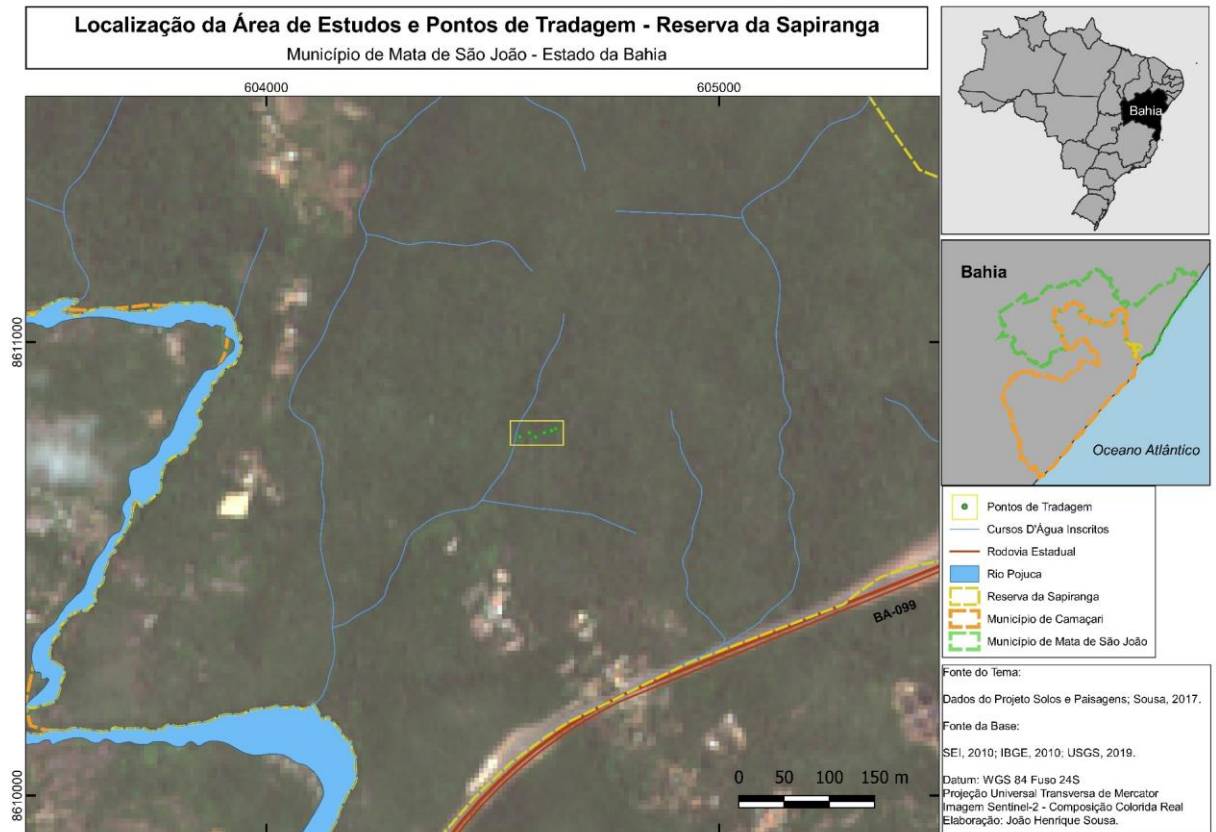 Localização da Área de Estudos e Pontos de Tradagem - Reserva da Sapiranga
Município de Mata de São João - Estado da Bahia
604000
605000
8611000
8610000
BA-099
0 50 100 150 m
Bahia
Bahia
Oceano Atlântico
Pontos de Tradagem
Cursos D'Água Inscritos
Rodovia Estadual
Rio Pojuca
Reserva da Sapiranga
Município de Camaçari
Município de Mata de São João
Fonte do Tema:
Dados do Projeto Solos e Paisagens; Sousa, 2017.
Fonte da Base:
SEI, 2010; IBGE, 2010; USGS, 2019.
Datum: WGS 84 Fuso 24S
Projeção Universal Transversa de Mercator
Imagem Sentinel-2 - Composição Colorida Real
Elaboração: João Henrique Sousa.